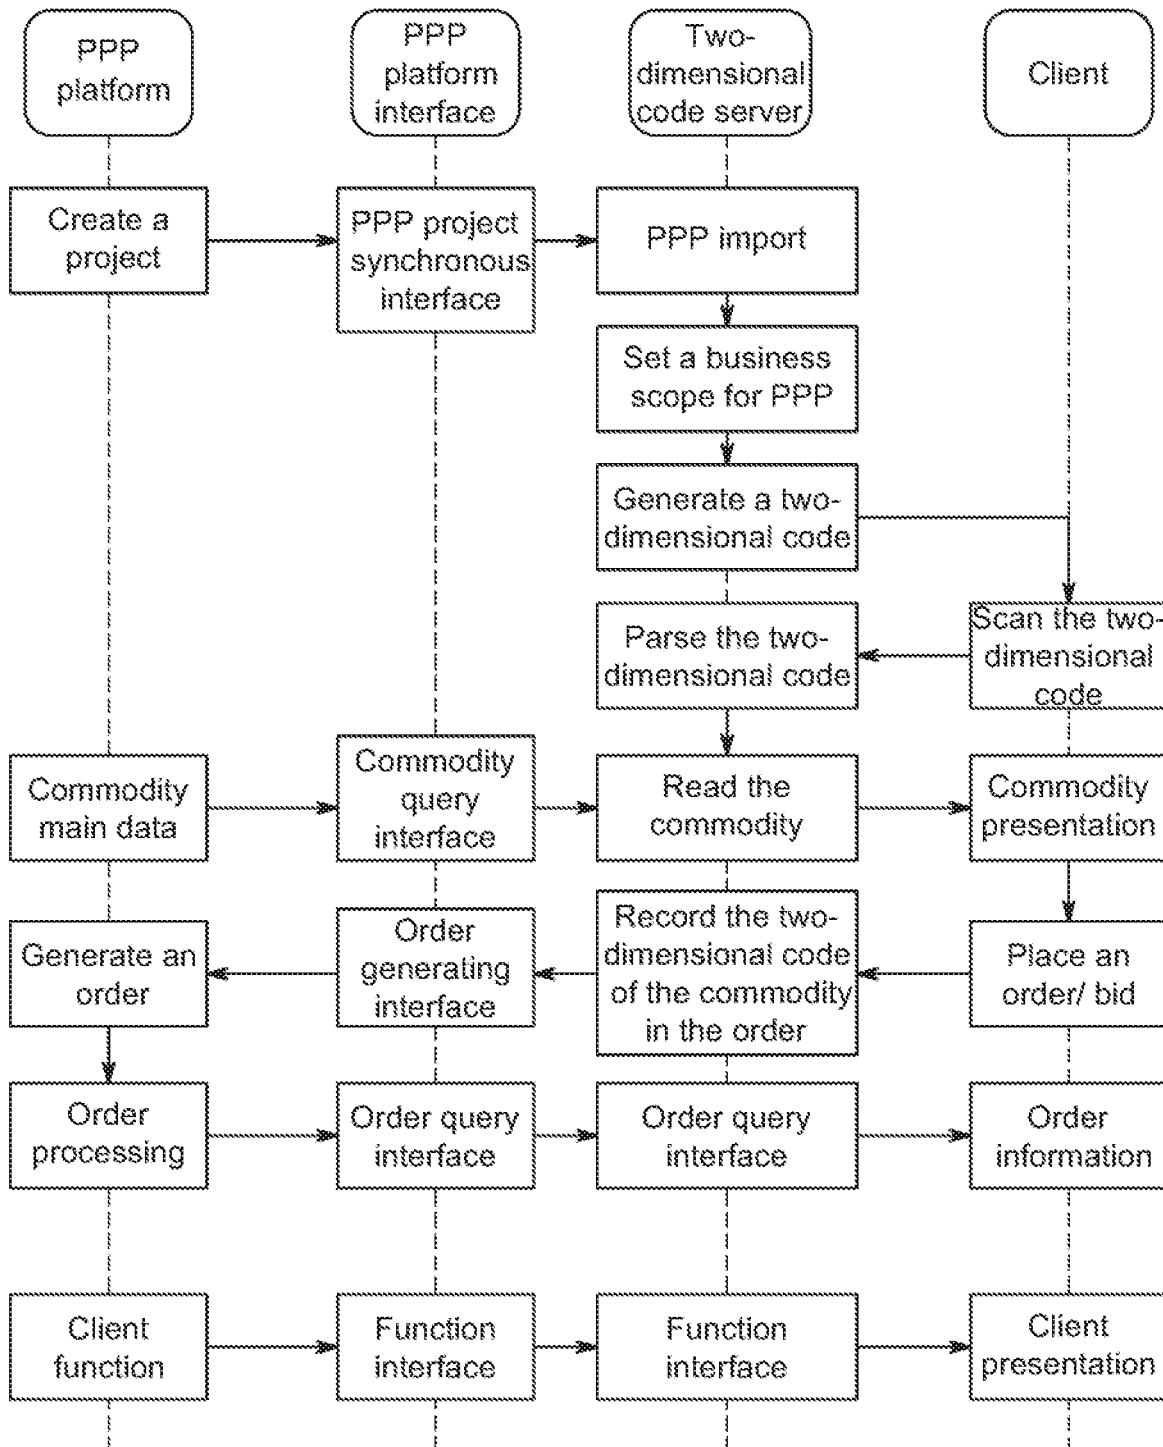 PPP
platform
PPP
platform
interface
Two-
dimensional
code server
Client
Create a
project
PPP project
synchronous
interface
PPP import
Set a business
scope for PPP
Generate a two-
dimensional code
Parse the two-
dimensional code
Scan the two-
dimensional
code
Commodity
main data
Commodity
query
interface
Read the
commodity
Commodity
presentation
Generate an
order
Order
generating
interface
Record the two-
dimensional code
of the commodity
in the order
Place an
order/ bid
Order
processing
Order query
interface
Order query
interface
Order
information
Client
function
Function
interface
Function
interface
Client
presentation